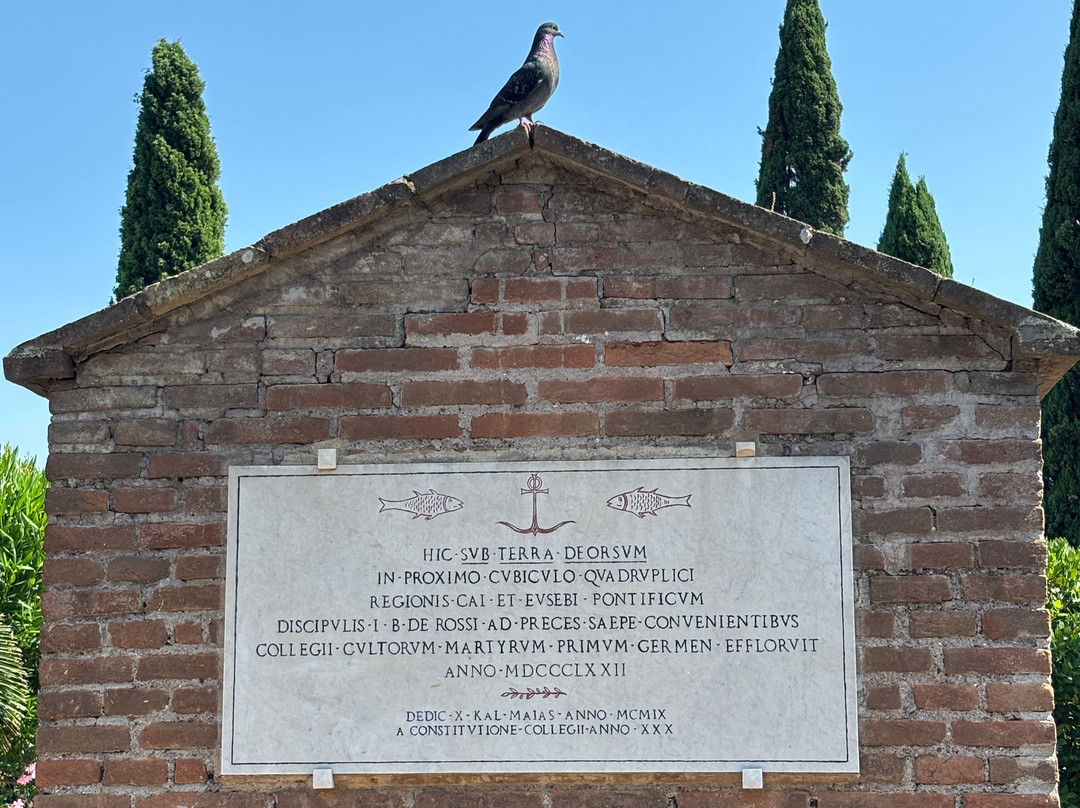 HIC·SVB·TERRA·DEORSVM
IN·PROXIMO·CVBICVLO·QVADRVPLICI
REGIONIS·CAI·ET·EVSEBI·PONTIFICVM
DISCIPVLIS·I·B·DE ROSSI·AD·PRECES·SAEPE·CONVENIENTIBVS
COLLEGII·CVLTORVM·MARTYRVM·PRIMVM·GERMEN·EFFLORVIT
ANNO·MDCCCLXXII
DEDIC·X·KAL·MAIAS·ANNO·MCMIX
A CONSTITVTIONE·COLLEGII·ANNO·XXX